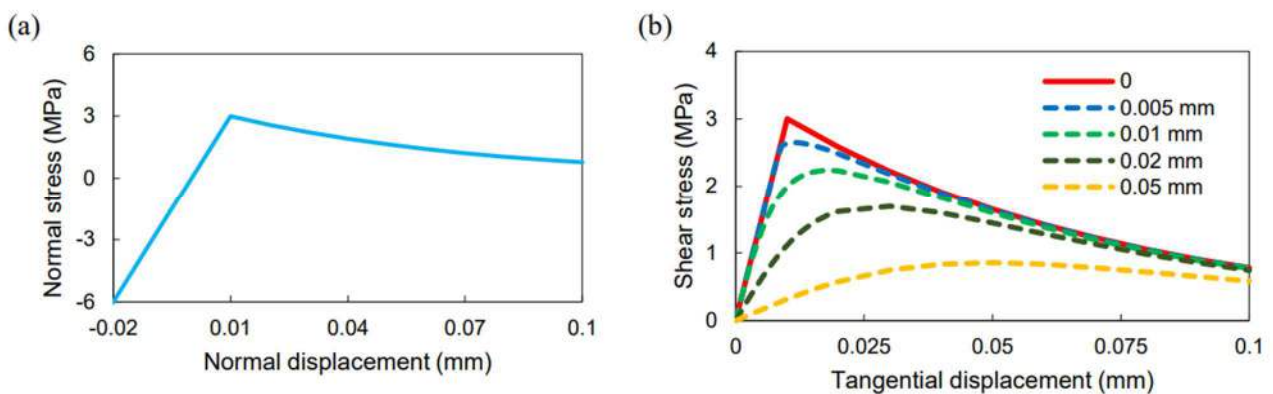 (a)
Normal stress (MPa)
6
3
0
-3
-6
-0.02 0.01 0.04 0.07 0.1
Normal displacement (mm)
(b)
Shear stress (MPa)
4
3
2
1
0
0 0.025 0.05 0.075 0.1
Tangential displacement (mm)
0
0.005 mm
0.01 mm
0.02 mm
0.05 mm